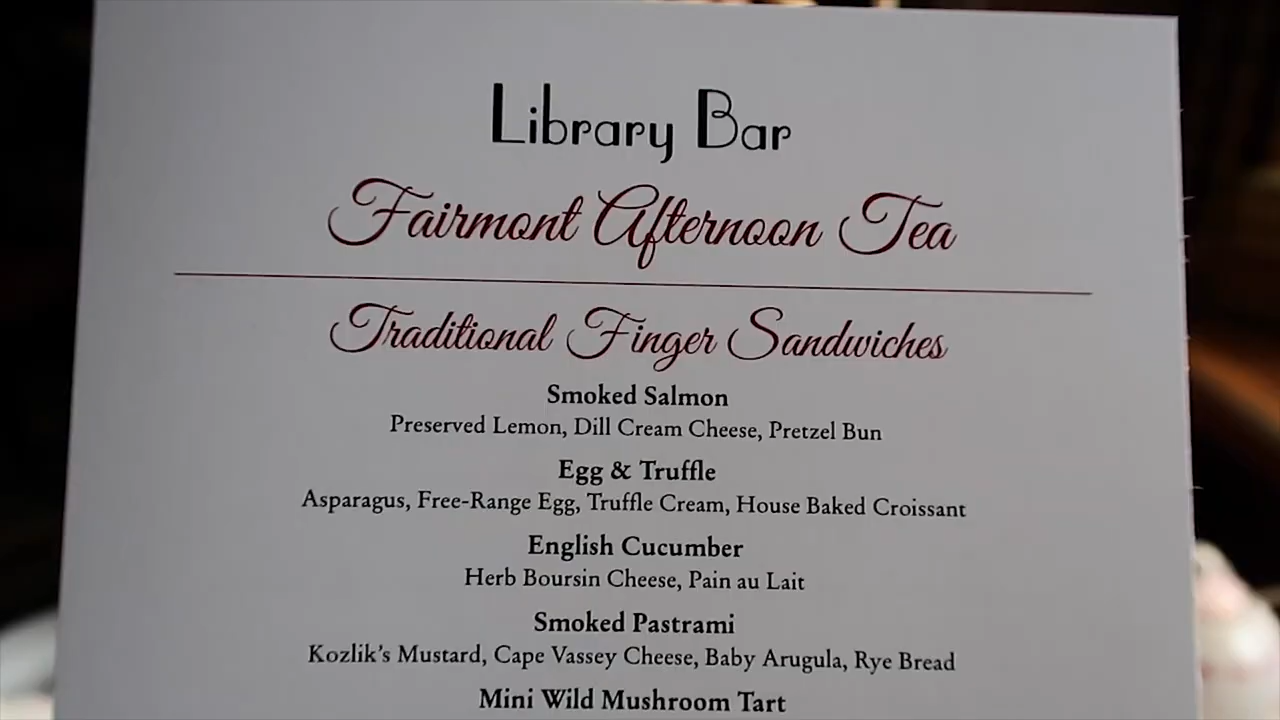 Library Bar
Fairmont Afternoon Tea
Traditional Finger Sandwiches
Smoked Salmon
Preserved Lemon, Dill Cream Cheese, Pretzel Bun
Egg & Truffle
Asparagus, Free-Range Egg, Truffle Cream, House Baked Croissant
English Cucumber
Herb Boursin Cheese, Pain au Lait
Smoked Pastrami
Kozlik's Mustard, Cape Vassey Cheese, Baby Arugula, Rye Bread
Mini Wild Mushroom Tart